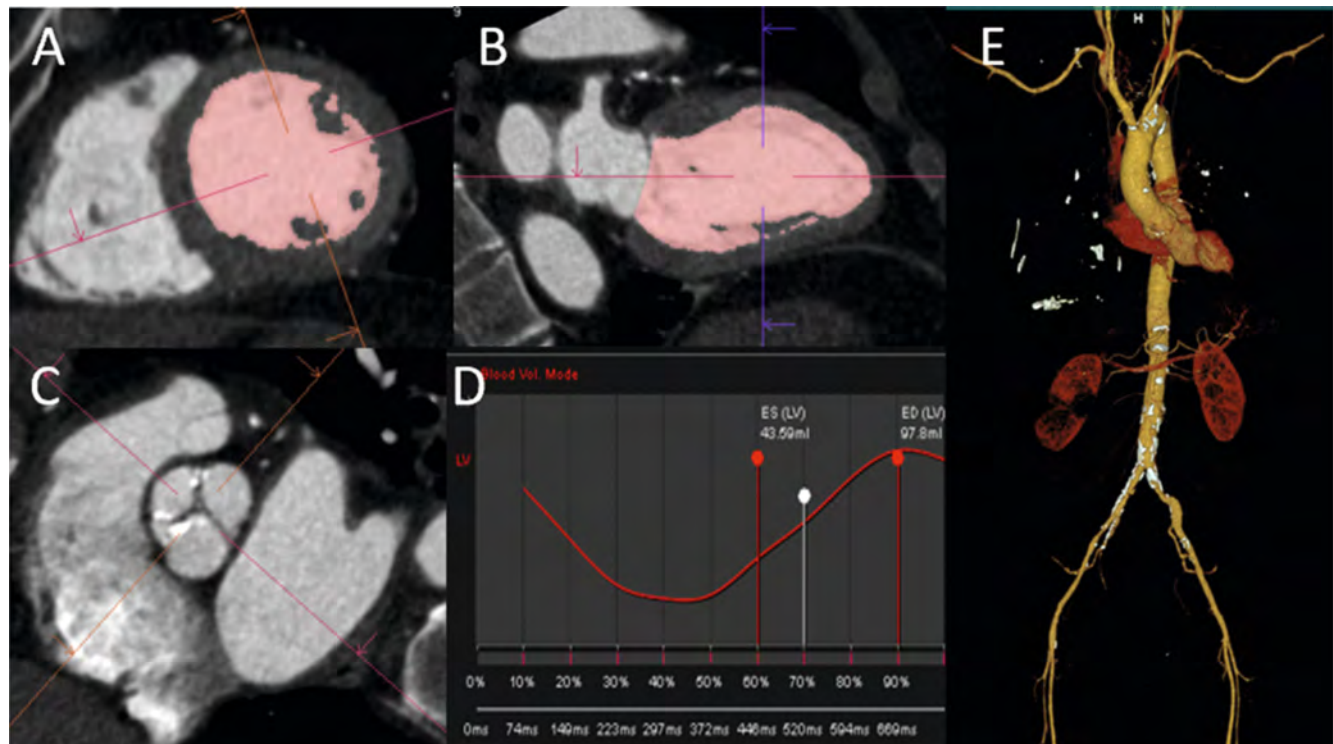 A
9
B
H
E
C
D
Blood Vol. Mode
ES (LV)
43.59ml
ED (LV)
97.8ml
LV
0% 10% 20% 30% 40% 50% 60% 70% 80% 90%
0ms 74ms 149ms 223ms 297ms 372ms 446ms 520ms 594ms 669ms